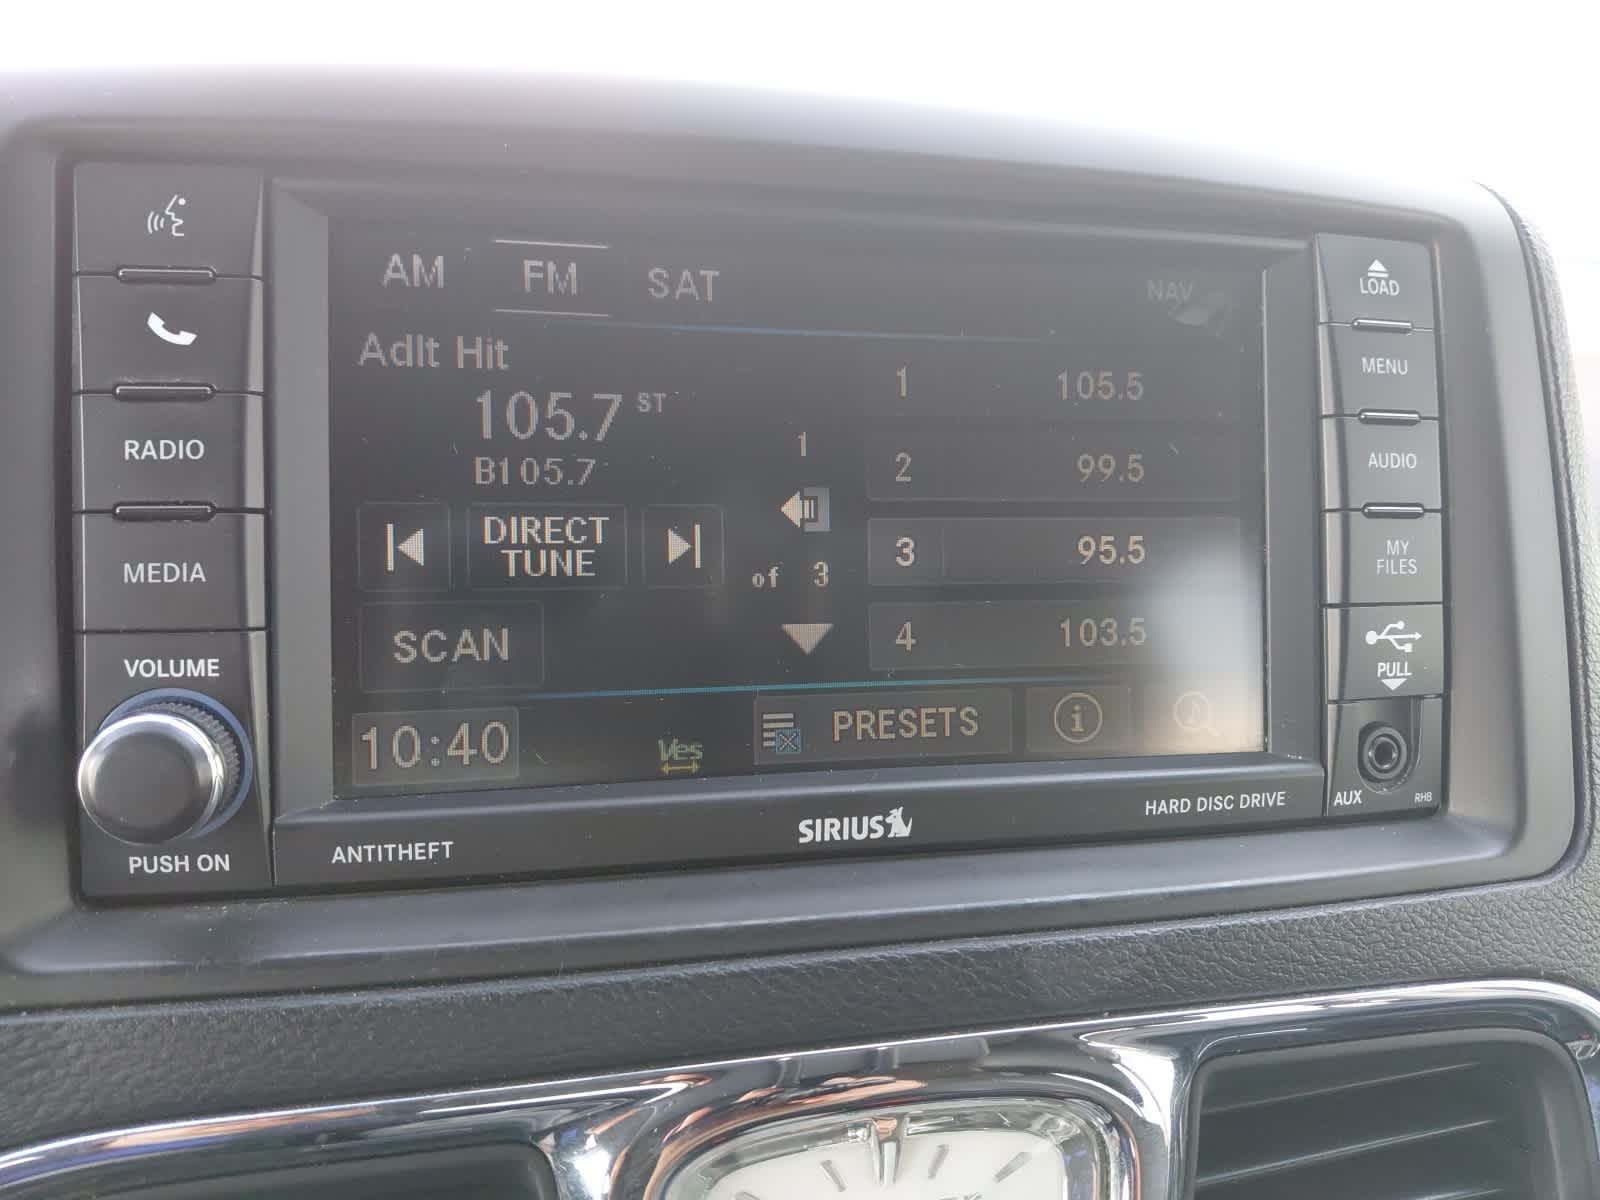 AM FM SAT
NAV
Adlt Hit
105.7 ST
B105.7
DIRECT
TUNE
SCAN
1
of 3
1 105.5
2 99.5
3 95.5
4 103.5
10:40
Ves
PRESETS
i
RADIO
MEDIA
VOLUME
PUSH ON
LOAD
MENU
AUDIO
MY
FILES
PULL
AUX
RHB
ANTITHEFT
SIRIUS
HARD DISC DRIVE